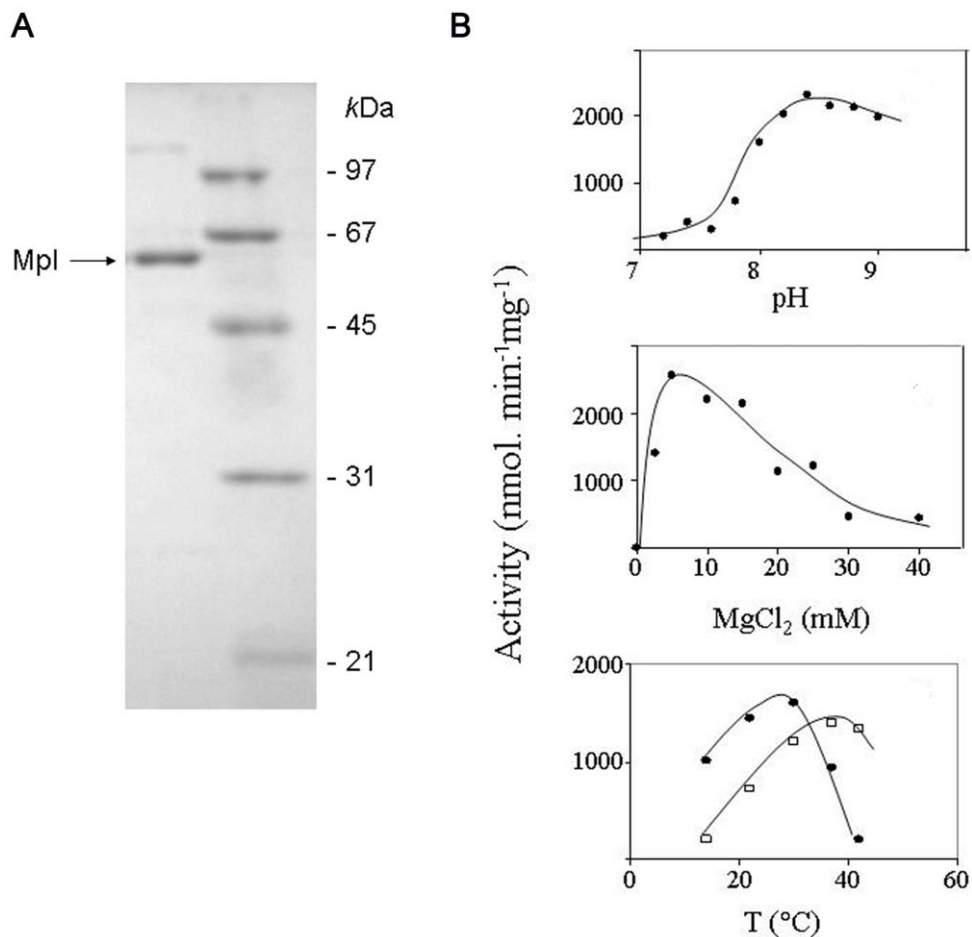 A
B
kDa
- 97
- 67
Mpl
- 45
- 31
- 21
Activity (nmol. min.⁻¹mg⁻¹)
2000
1000
7 8 9
pH
2000
1000
0 10 20 30 40
MgCl₂ (mM)
2000
1000
0
0 20 40 60
T (°C)